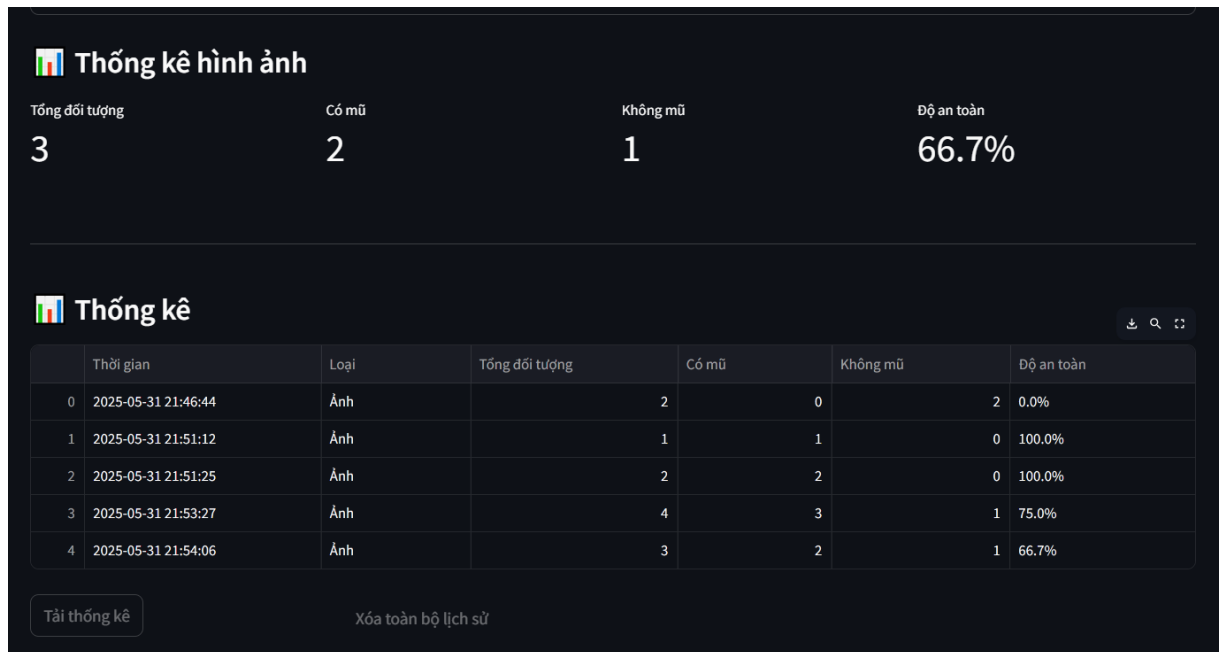 Thống kê hình ảnh
Tổng đối tượng Có mũ Không mũ Độ an toàn
3 2 1 66.7%
Thống kê
Thời gian Loại Tổng đối tượng Có mũ Không mũ Độ an toàn
0 2025-05-31 21:46:44 Ảnh 2 0 2 0.0%
1 2025-05-31 21:51:12 Ảnh 1 1 0 100.0%
2 2025-05-31 21:51:25 Ảnh 2 2 0 100.0%
3 2025-05-31 21:53:27 Ảnh 4 3 1 75.0%
4 2025-05-31 21:54:06 Ảnh 3 2 1 66.7%
Tải thống kê Xóa toàn bộ lịch sử